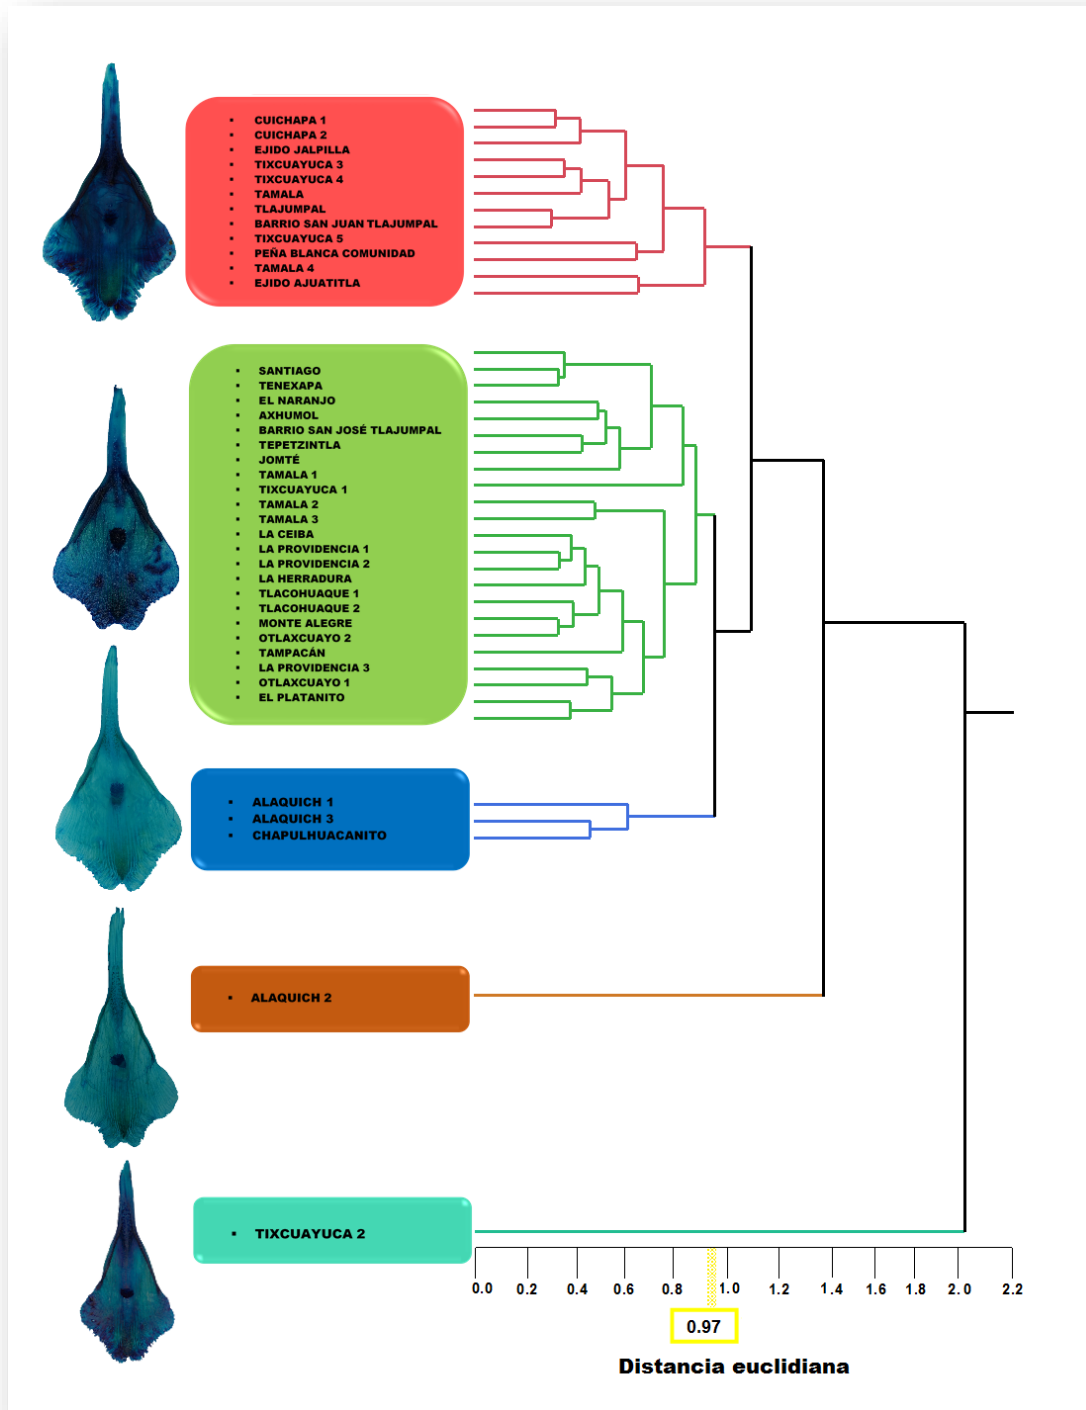 CUICHAPA 1
CUICHAPA 2
EJIDO JALPILLA
TIXCUAYUCA 3
TIXCUAYUCA 4
TAMALA
TLAJUMPAL
BARRIO SAN JUAN TLAJUMPAL
TIXCUAYUCA 5
PEÑA BLANCA COMUNIDAD
TAMALA 4
EJIDO AJUATITLA
SANTIAGO
TENEXAPA
EL NARANJO
AXHUMOL
BARRIO SAN JOSÉ TLAJUMPAL
TEPETZINTLA
JOMTÉ
TAMALA 1
TIXCUAYUCA 1
TAMALA 2
TAMALA 3
LA CEIBA
LA PROVIDENCIA 1
LA PROVIDENCIA 2
LA HERRADURA
TLACOHUAQUE 1
TLACOHUAQUE 2
MONTE ALEGRE
OTLAXCUAYO 2
TAMPACÁN
LA PROVIDENCIA 3
OTLAXCUAYO 1
EL PLATANITO
ALAQUICH 1
ALAQUICH 3
CHAPULHUACANITO
ALAQUICH 2
TIXCUAYUCA 2
0.0 0.2 0.4 0.6 0.8 1.0 1.2 1.4 1.6 1.8 2.0 2.2
0.97
Distancia euclidiana